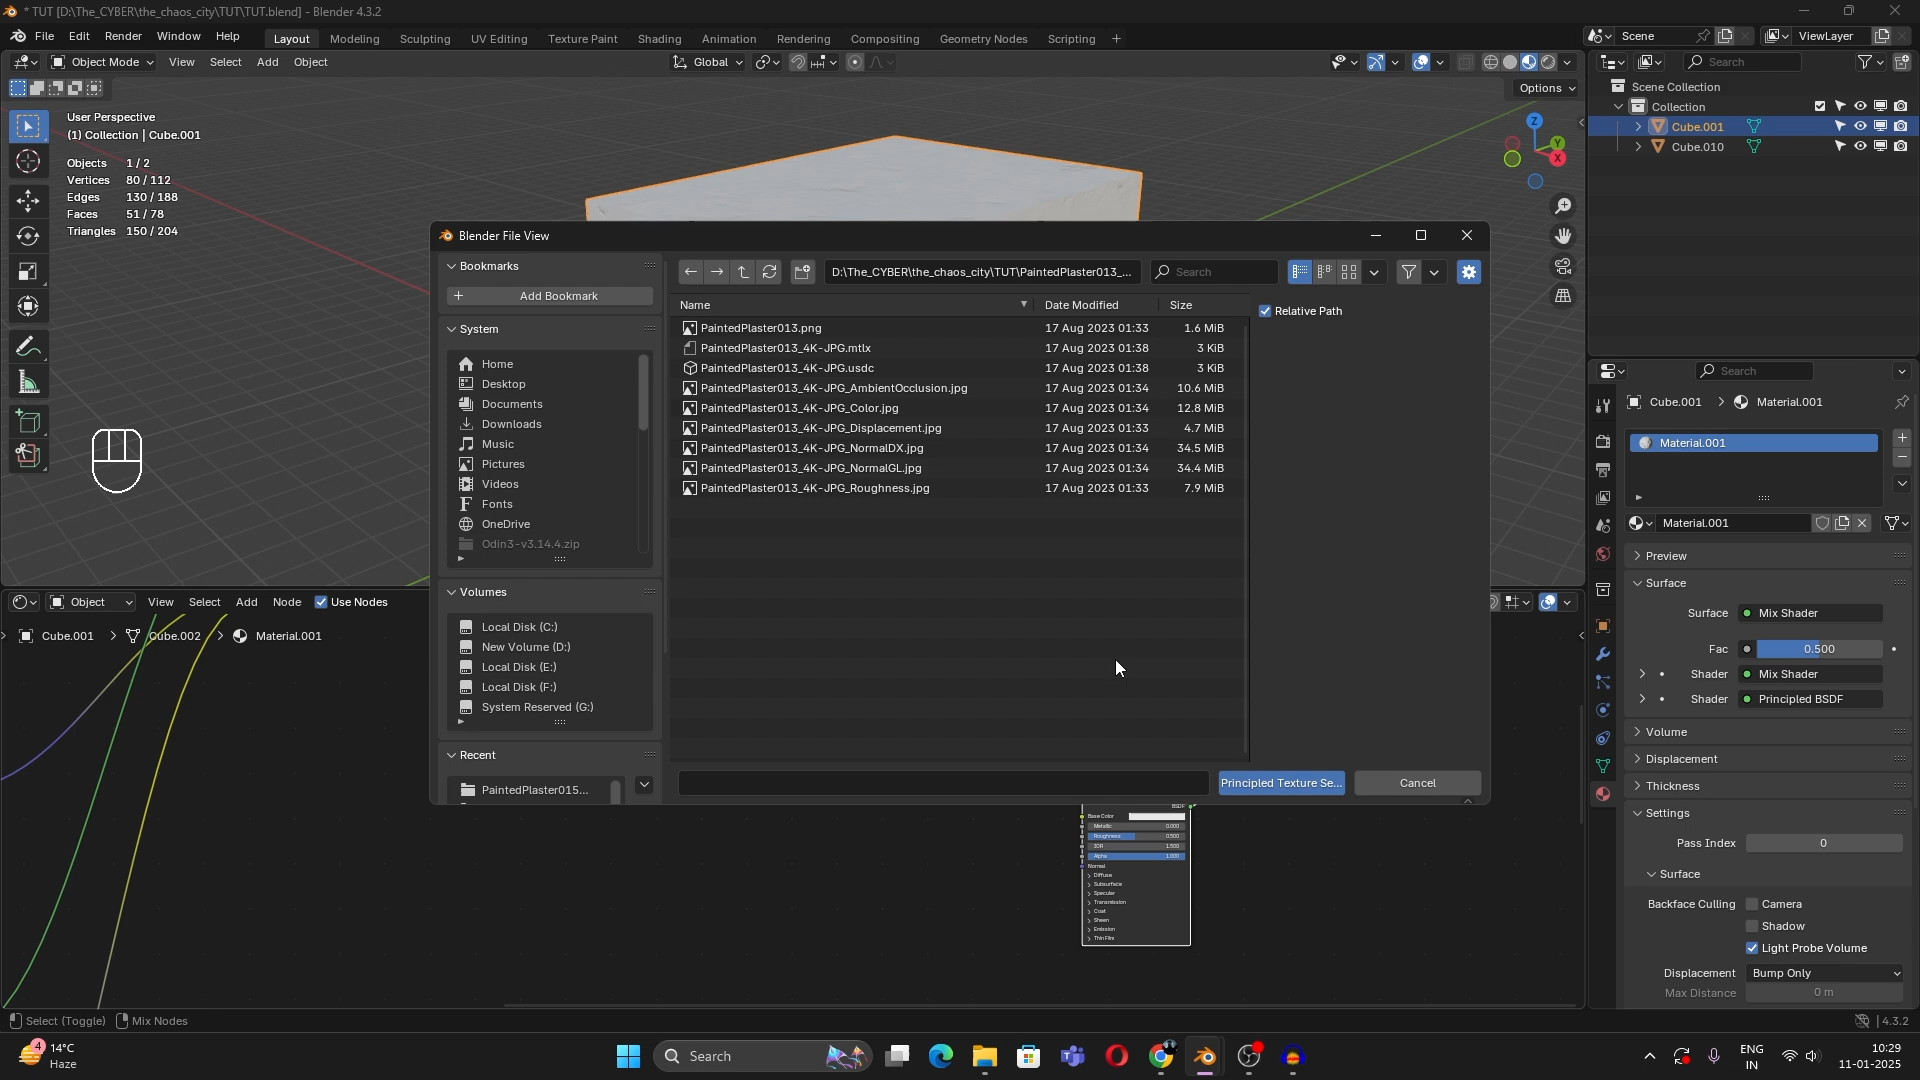 * TUT [D:\The_CYBER\the_chaos_city\TUT\TUT.blend] - Blender 4.3.2
File Edit Render Window Help
Layout Modeling Sculpting UV Editing Texture Paint Shading Animation Rendering Compositing Geometry Nodes Scripting +
Scene
ViewLayer
Object Mode View Select Add Object
Global
Search
Options
User Perspective
(1) Collection | Cube.001
Objects 1 / 2
Vertices 80 / 112
Edges 130 / 188
Faces 51 / 78
Triangles 150 / 204
Z
Y
X
Scene Collection
Collection
Cube.001
Cube.010
Blender File View
Bookmarks
Add Bookmark
System
Home
Desktop
Documents
Downloads
Music
Pictures
Videos
Fonts
OneDrive
Odin3-v3.14.4.zip
Volumes
Local Disk (C:)
New Volume (D:)
Local Disk (E:)
Local Disk (F:)
System Reserved (G:)
Recent
PaintedPlaster015...
D:\The_CYBER\the_chaos_city\TUT\PaintedPlaster013_...
Search
Name Date Modified Size
PaintedPlaster013.png 17 Aug 2023 01:33 1.6 MiB
PaintedPlaster013_4K-JPG.mtlx 17 Aug 2023 01:38 3 KiB
PaintedPlaster013_4K-JPG.usdc 17 Aug 2023 01:38 3 KiB
PaintedPlaster013_4K-JPG_AmbientOcclusion.jpg 17 Aug 2023 01:34 10.6 MiB
PaintedPlaster013_4K-JPG_Color.jpg 17 Aug 2023 01:34 12.8 MiB
PaintedPlaster013_4K-JPG_Displacement.jpg 17 Aug 2023 01:33 4.7 MiB
PaintedPlaster013_4K-JPG_NormalDX.jpg 17 Aug 2023 01:34 34.5 MiB
PaintedPlaster013_4K-JPG_NormalGL.jpg 17 Aug 2023 01:34 34.4 MiB
PaintedPlaster013_4K-JPG_Roughness.jpg 17 Aug 2023 01:33 7.9 MiB
Relative Path
Principled Texture Se...
Cancel
Object View Select Add Node Use Nodes
Cube.001 > Cube.002 > Material.001
BSDF
Base Color
Metallic 0.000
Roughness 0.500
IOR 1.500
Alpha 1.000
Normal
Diffuse
Subsurface
Specular
Transmission
Coat
Sheen
Emission
Thin Film
Search
Cube.001 > Material.001
Material.001
Material.001
Preview
Surface
Surface Mix Shader
Fac 0.500
Shader Mix Shader
Shader Principled BSDF
Volume
Displacement
Thickness
Settings
Pass Index 0
Surface
Backface Culling Camera
Shadow
Light Probe Volume
Displacement Bump Only
Max Distance 0 m
Select (Toggle) Mix Nodes
4.3.2
4
14°C
Haze
Search
ENG
IN
10:29
11-01-2025